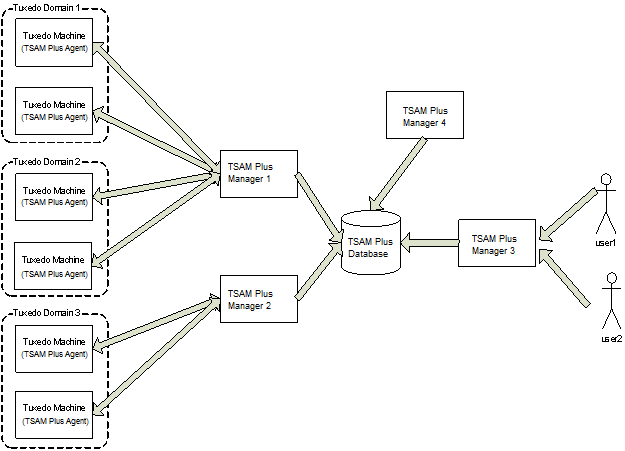 Tuxedo Domain 1
Tuxedo Machine
(TSAM Plus Agent)
Tuxedo Machine
(TSAM Plus Agent)
Tuxedo Domain 2
Tuxedo Machine
(TSAM Plus Agent)
Tuxedo Machine
(TSAM Plus Agent)
Tuxedo Domain 3
Tuxedo Machine
(TSAM Plus Agent)
Tuxedo Machine
(TSAM Plus Agent)
TSAM Plus
Manager 1
TSAM Plus
Manager 2
TSAM Plus
Manager 4
TSAM Plus
Database
TSAM Plus
Manager 3
user1
user2